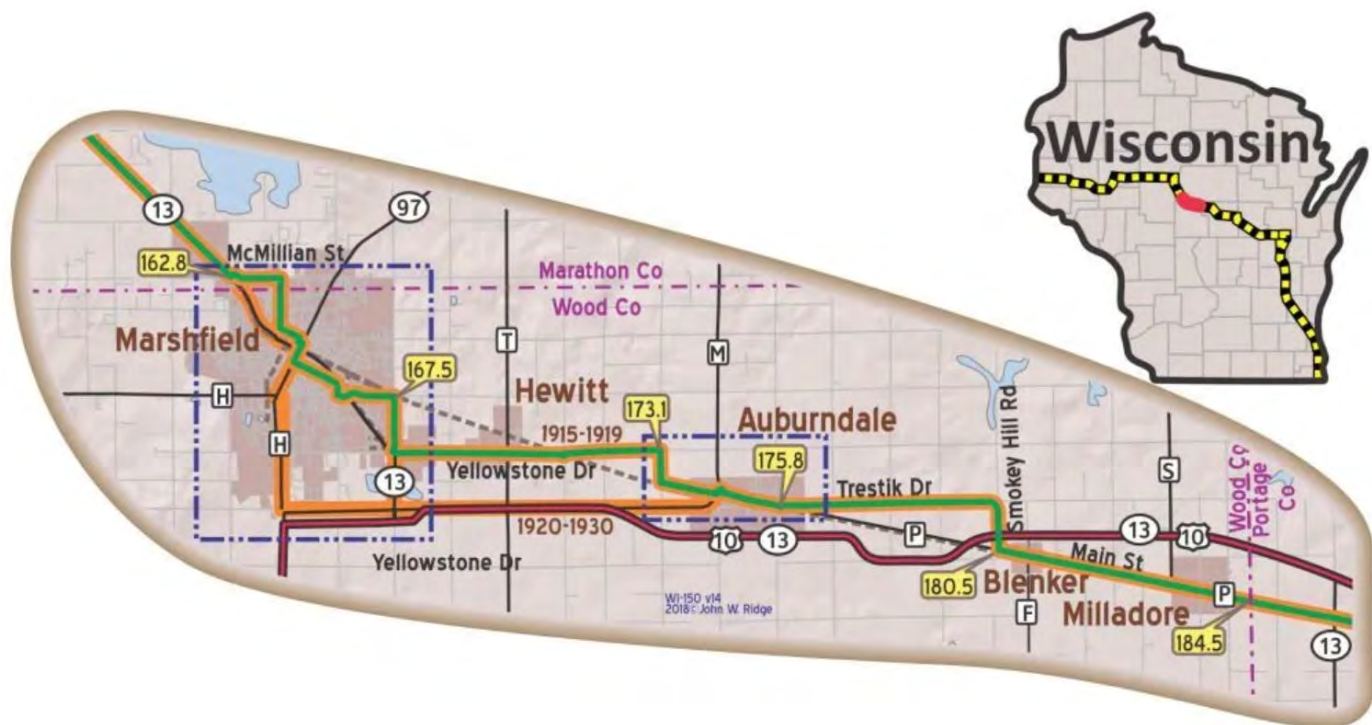 Wisconsin
13
97
McMillian St
162.8
Marathon Co
Wood Co
Marshfield
T
M
167.5
Hewitt
173.1
Auburndale
Smokey Hill Rd
H
H
1915-1919
175.8
Yellowstone Dr
Trestik Dr
S
Wood Co
Portage
Co
13
1920-1930
10
13
P
13
10
Yellowstone Dr
Main St
180.5
Blenker
P
WI-150 v14
2018© John W. Ridge
F
Milladore
184.5
13